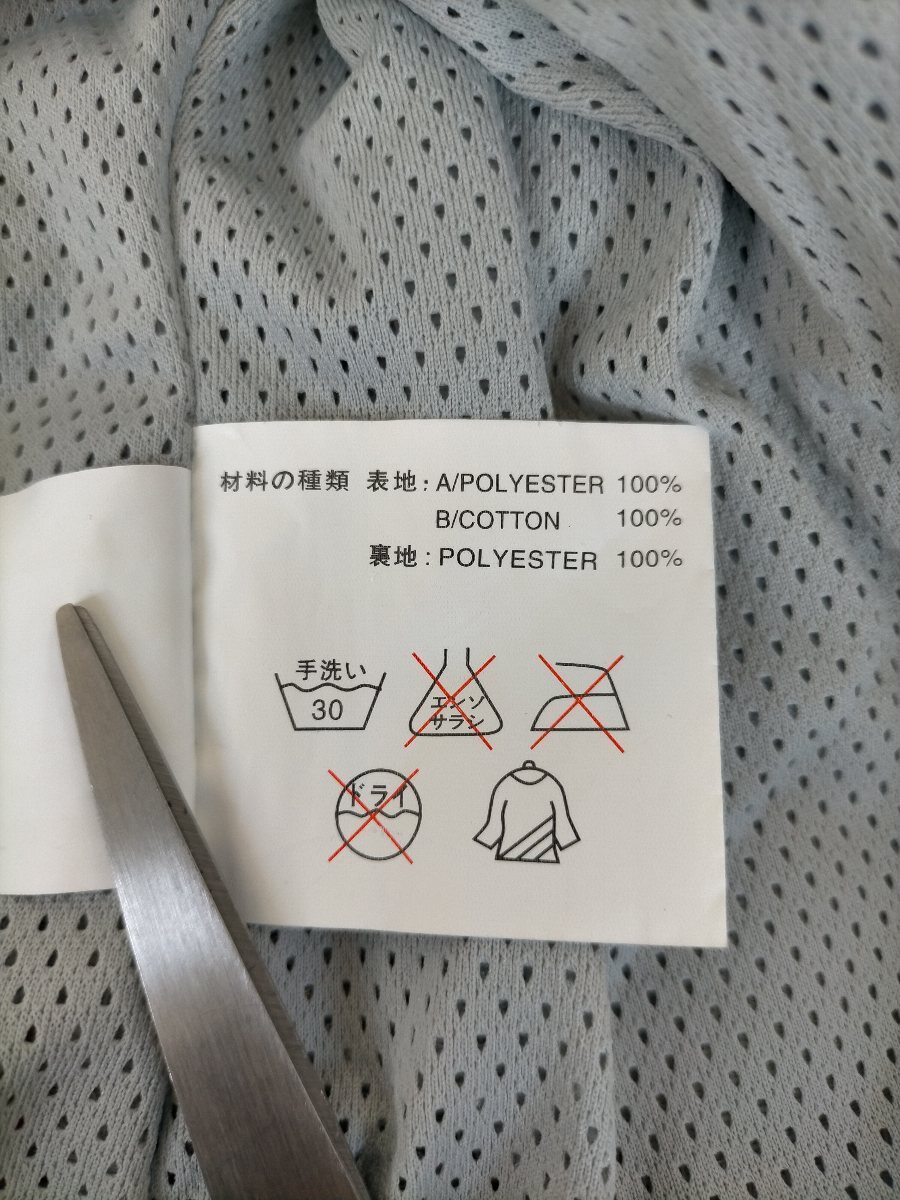 材料の種類 表地: A/POLYESTER 100%
B/COTTON 100%
裏地: POLYESTER 100%
手洗い
30
エンソ
サラシ
ドライ